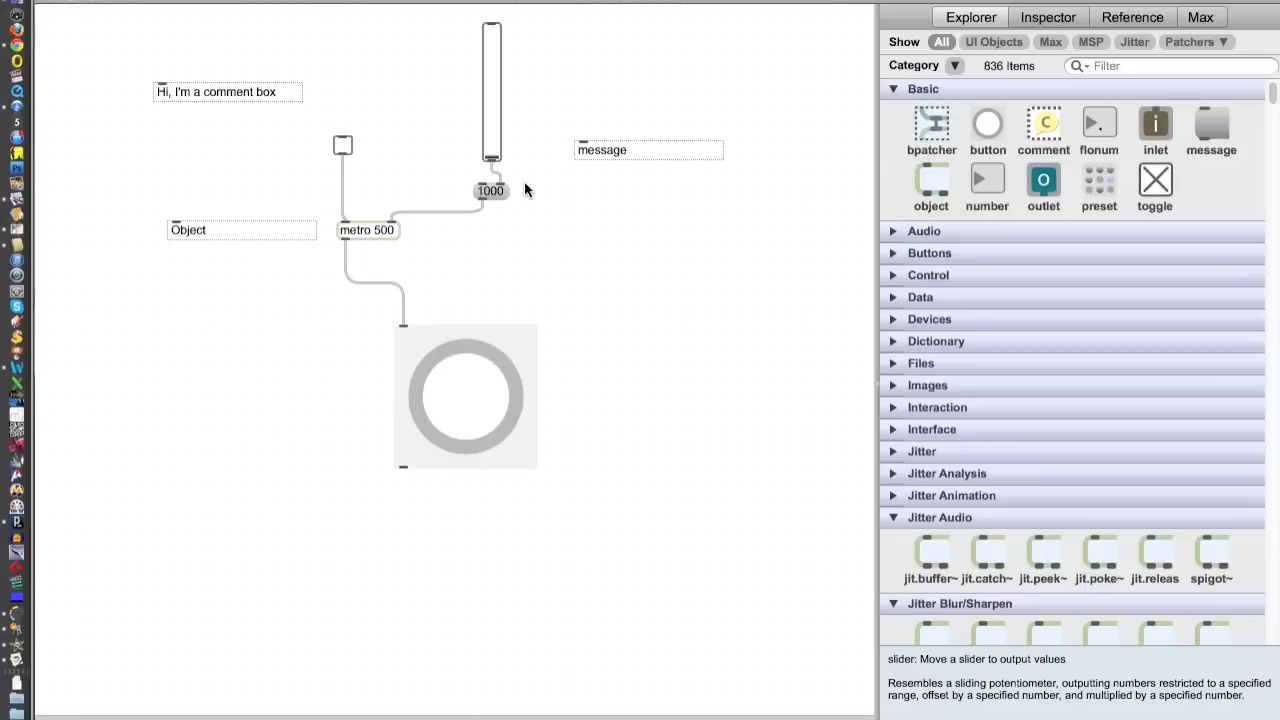 Explorer Inspector Reference Max
Show All UI Objects Max MSP Jitter Patchers ▼
Category ▼ 836 Items Filter
Basic
bpatcher button comment flonum inlet message
object number outlet preset toggle
Audio
Buttons
Control
Data
Devices
Dictionary
Files
Images
Interaction
Interface
Jitter
Jitter Analysis
Jitter Animation
Jitter Audio
jit.buffer~ jit.catch~ jit.peek~ jit.poke~ jit.releas spigot~
Jitter Blur/Sharpen
slider: Move a slider to output values
Resembles a sliding potentiometer, outputting numbers restricted to a specified
range, offset by a specified number, and multiplied by a specified number.
Hi, I'm a comment box
message
1000
Object
metro 500